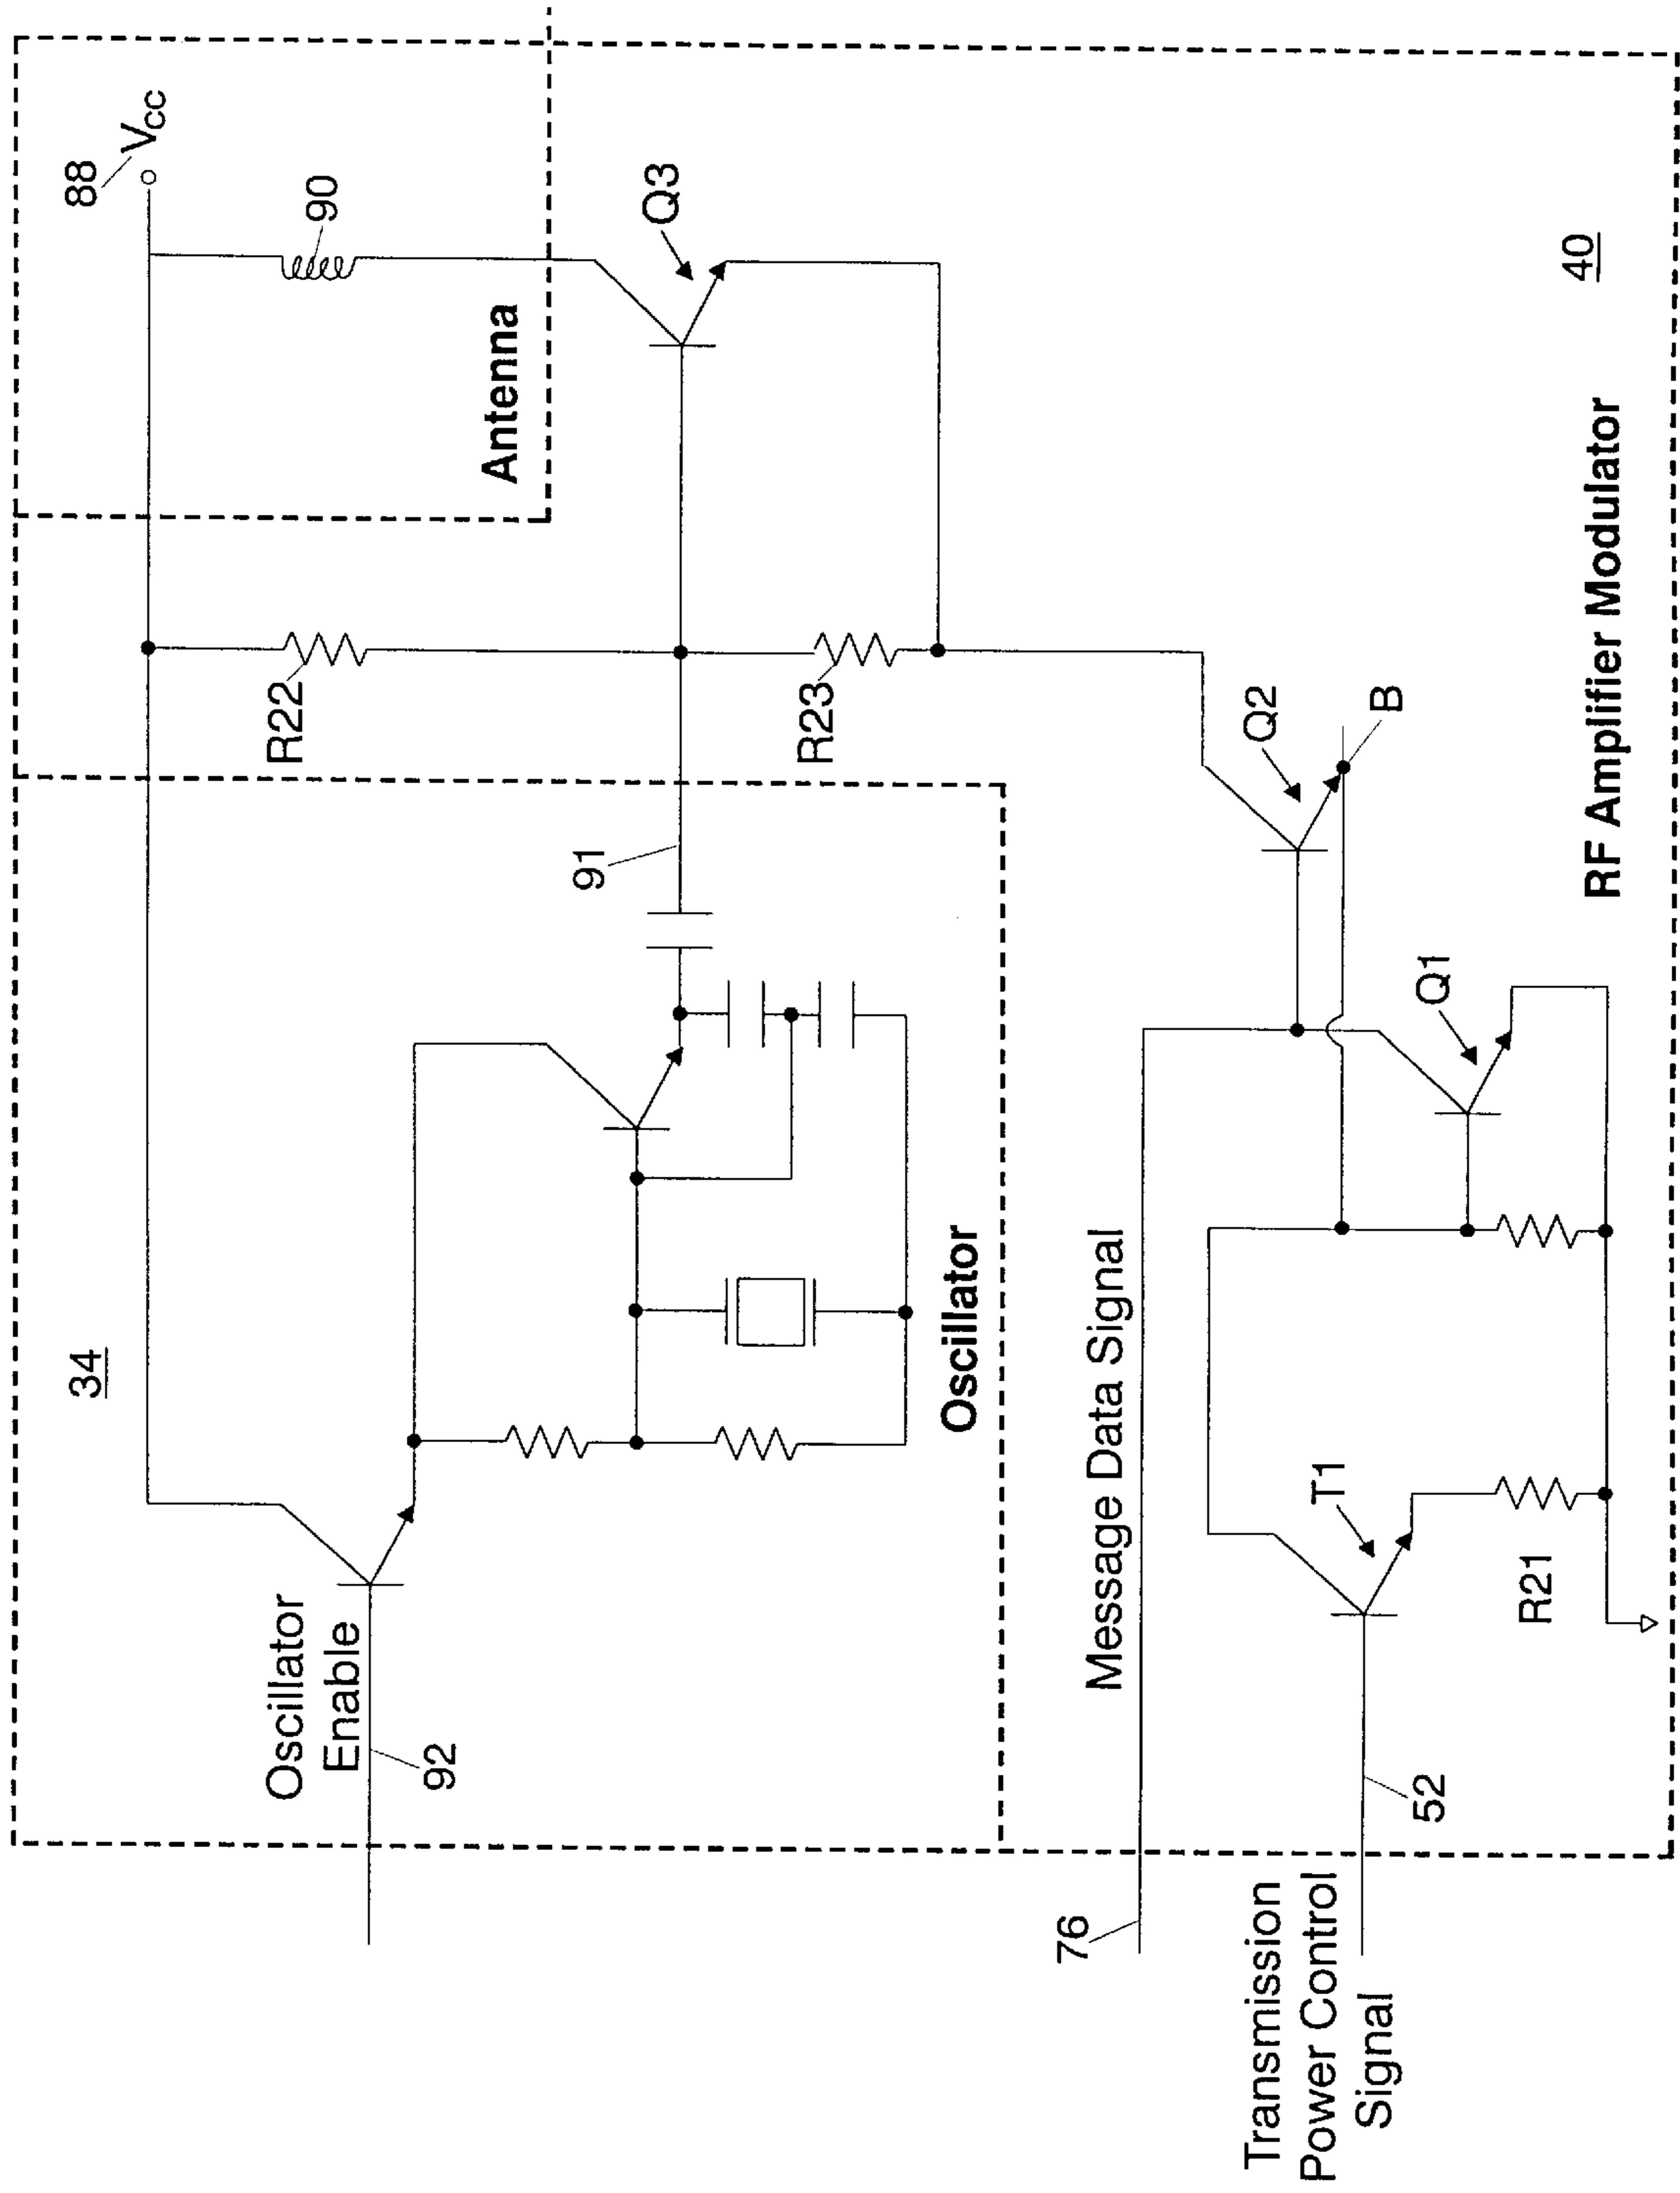 34
88
Vcc
90
Oscillator
Enable
92
R22
Antenna
Q3
91
R23
Oscillator
76
Message Data Signal
Q2
B
Transmission
Power Control
Signal
52
T1
Q1
R21
40
RF Amplifier Modulator